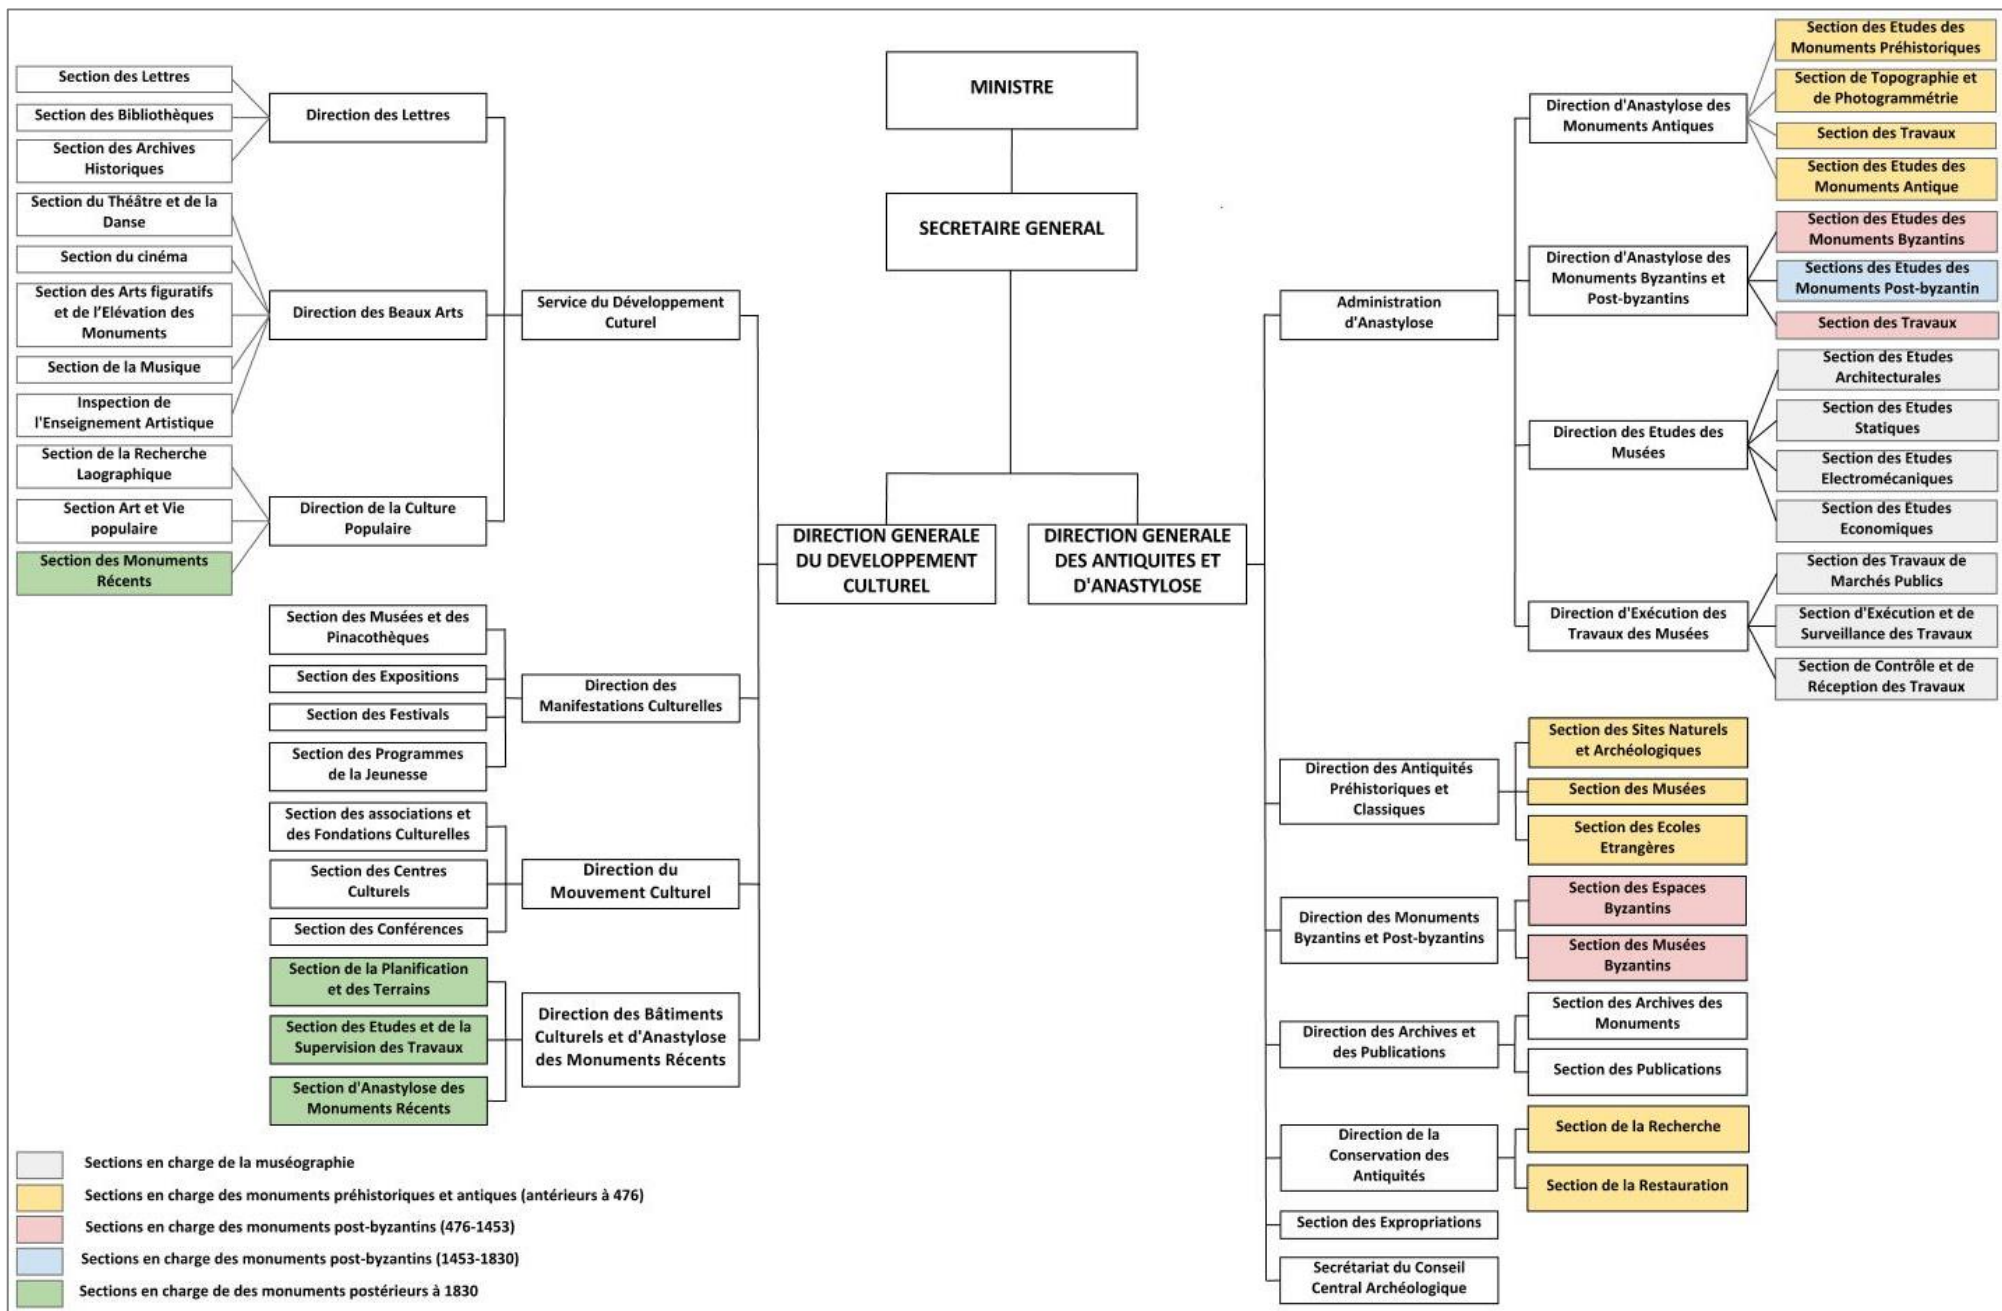 MINISTRE
SECRETAIRE GENERAL
DIRECTION GENERALE
DU DEVELOPPEMENT
CULTUREL
DIRECTION GENERALE
DES ANTIQUITES ET
D'ANASTYLOSE
Section des Lettres
Section des Bibliothèques
Section des Archives
Historiques
Direction des Lettres
Section du Théâtre et de la
Danse
Section du cinéma
Section des Arts figuratifs
et de l'Elévation des
Monuments
Section de la Musique
Inspection de
l'Enseignement Artistique
Direction des Beaux Arts
Service du Développement
Cuturel
Section de la Recherche
Laographique
Section Art et Vie
populaire
Section des Monuments
Récents
Direction de la Culture
Populaire
Section des Musées et des
Pinacothèques
Section des Expositions
Section des Festivals
Section des Programmes
de la Jeunesse
Direction des
Manifestations Culturelles
Section des associations et
des Fondations Culturelles
Section des Centres
Culturels
Section des Conférences
Direction du
Mouvement Culturel
Section de la Planification
et des Terrains
Section des Etudes et de la
Supervision des Travaux
Section d'Anastylose des
Monuments Récents
Direction des Bâtiments
Culturels et d'Anastylose
des Monuments Récents
Administration
d'Anastylose
Direction d'Anastylose des
Monuments Antiques
Section des Etudes des
Monuments Préhistoriques
Section de Topographie et
de Photogrammétrie
Section des Travaux
Section des Etudes des
Monuments Antique
Direction d'Anastylose des
Monuments Byzantins et
Post-byzantins
Section des Etudes des
Monuments Byzantins
Sections des Etudes des
Monuments Post-byzantin
Section des Travaux
Direction des Etudes des
Musées
Section des Etudes
Architecturales
Section des Etudes
Statiques
Section des Etudes
Electromécaniques
Section des Etudes
Economiques
Direction d'Exécution des
Travaux des Musées
Section des Travaux de
Marchés Publics
Section d'Exécution et de
Surveillance des Travaux
Section de Contrôle et de
Réception des Travaux
Direction des Antiquités
Préhistoriques et
Classiques
Section des Sites Naturels
et Archéologiques
Section des Musées
Section des Ecoles
Etrangères
Direction des Monuments
Byzantins et Post-byzantins
Section des Espaces
Byzantins
Section des Musées
Byzantins
Direction des Archives et
des Publications
Section des Archives des
Monuments
Section des Publications
Direction de la
Conservation des
Antiquités
Section de la Recherche
Section de la Restauration
Section des Expropriations
Secrétariat du Conseil
Central Archéologique
Sections en charge de la muséographie
Sections en charge des monuments préhistoriques et antiques (antérieurs à 476)
Sections en charge des monuments post-byzantins (476-1453)
Sections en charge des monuments post-byzantins (1453-1830)
Sections en charge de des monuments postérieurs à 1830